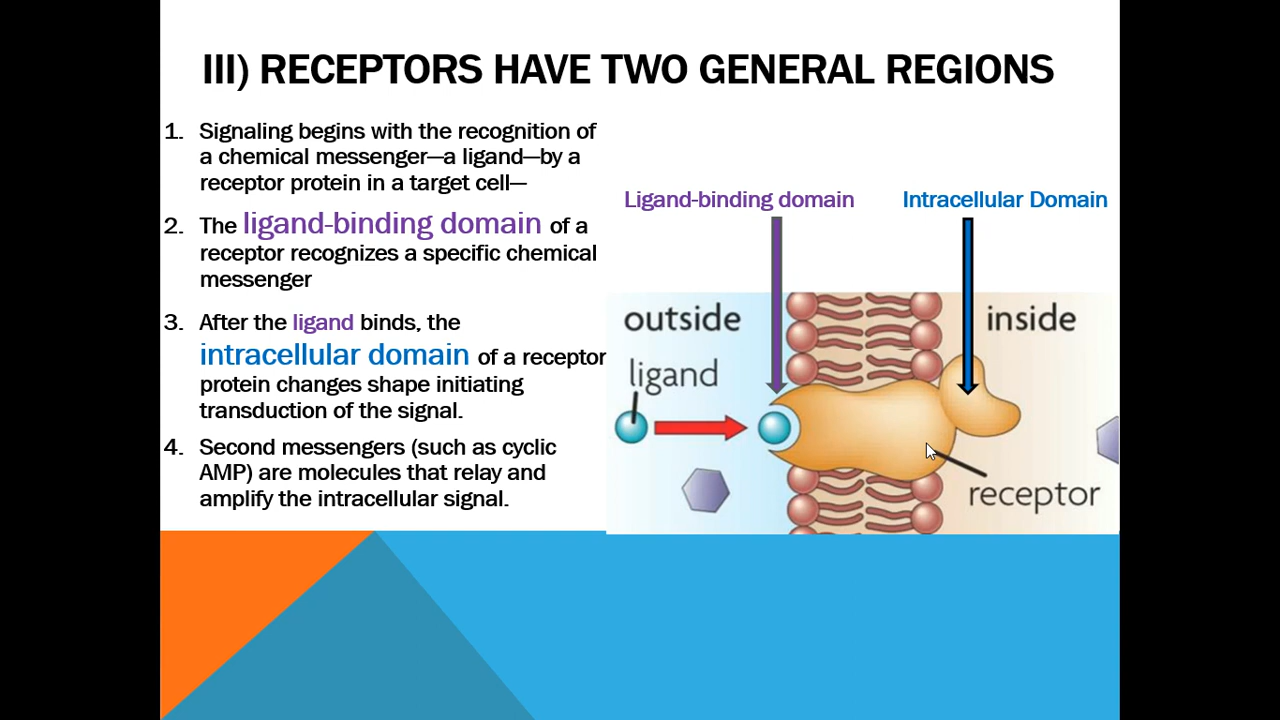 III) RECEPTORS HAVE TWO GENERAL REGIONS
1. Signaling begins with the recognition of
a chemical messenger—a ligand—by a
receptor protein in a target cell—
2. The ligand-binding domain of a
receptor recognizes a specific chemical
messenger
3. After the ligand binds, the
intracellular domain of a receptor
protein changes shape initiating
transduction of the signal.
4. Second messengers (such as cyclic
AMP) are molecules that relay and
amplify the intracellular signal.
Ligand-binding domain
Intracellular Domain
outside
inside
ligand
receptor